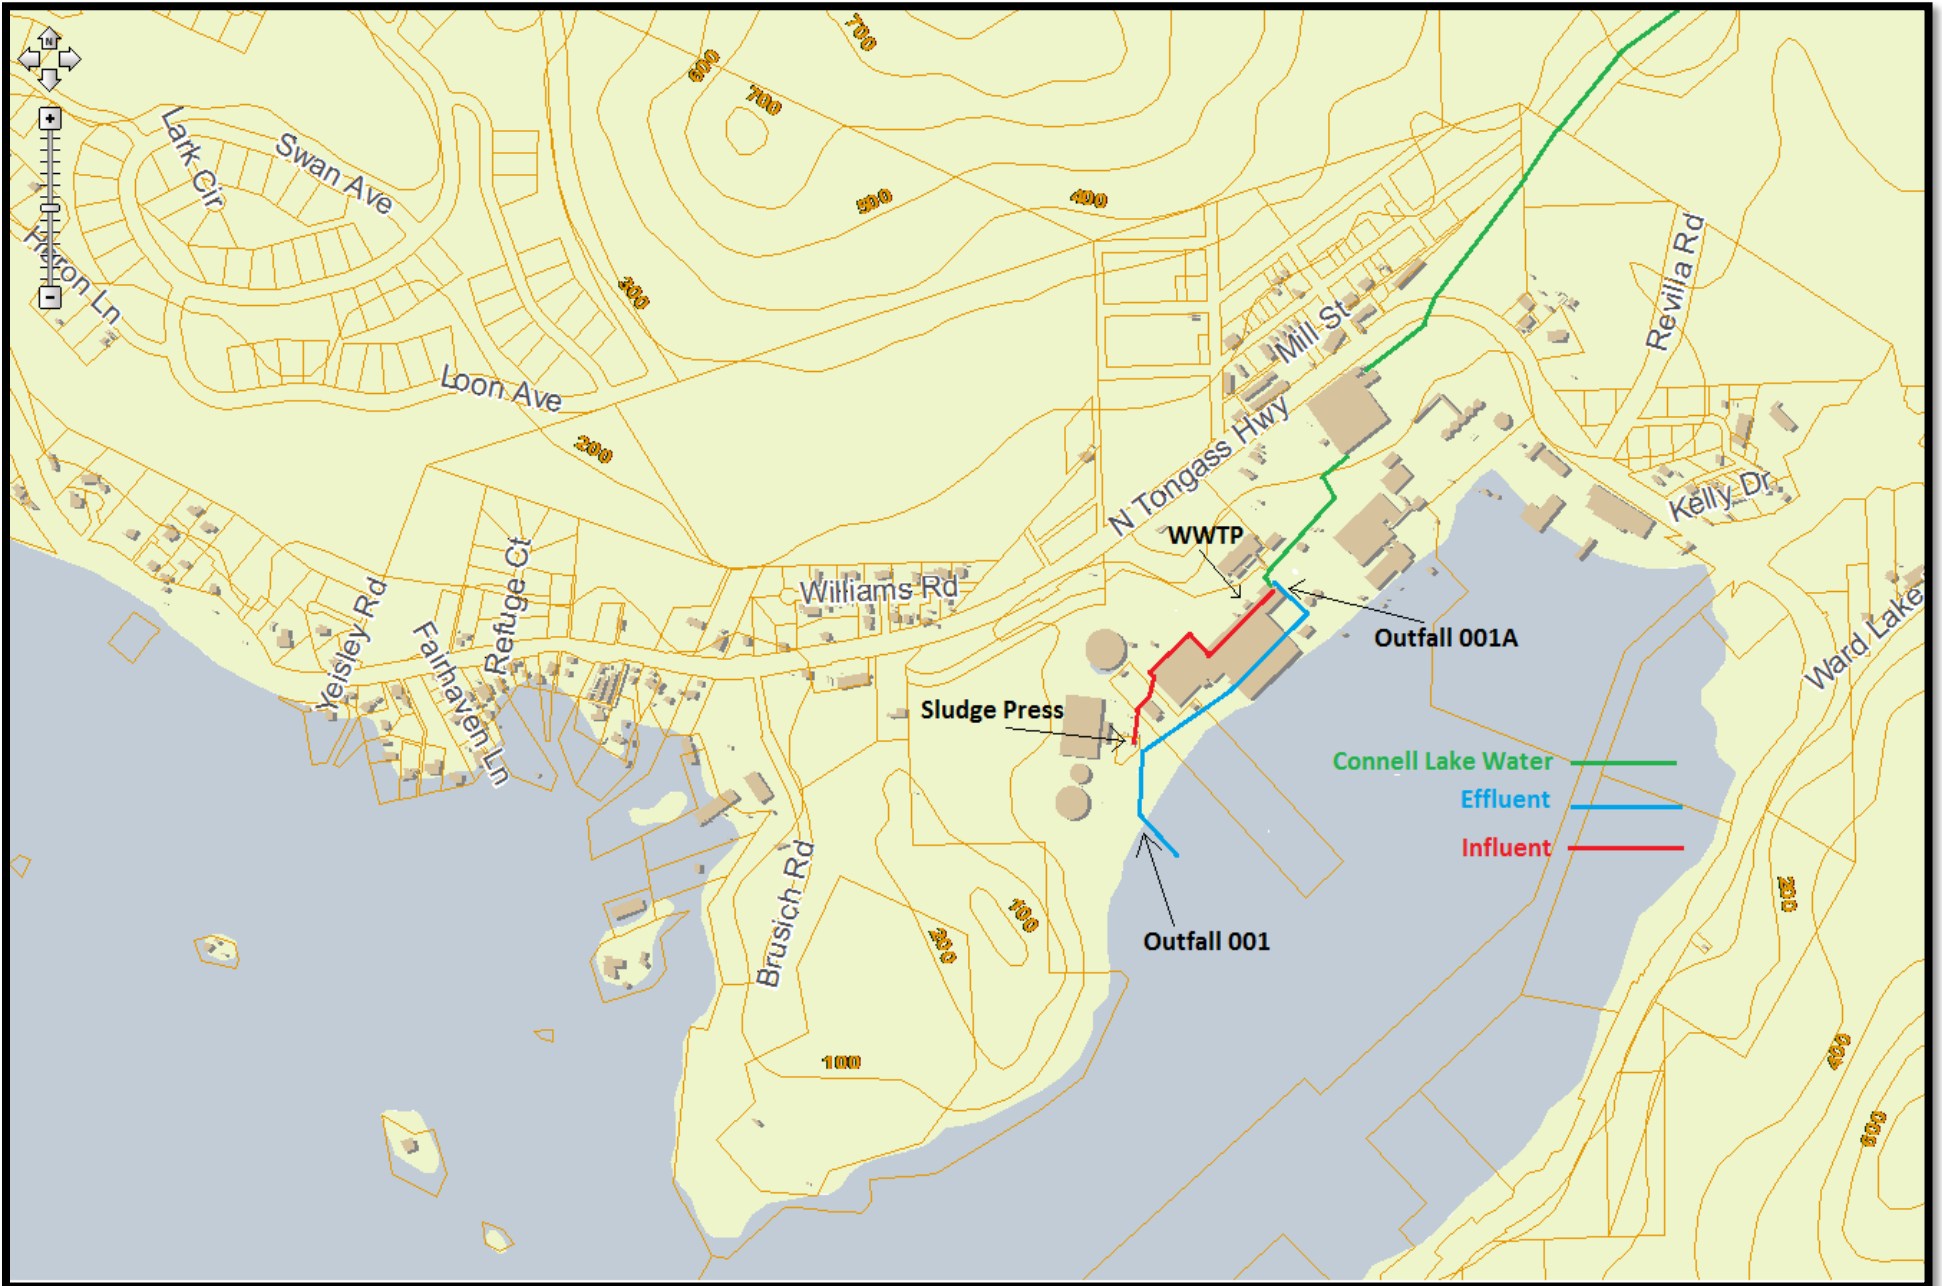 700
600
N
700
Lark Cir
Swan Ave
500
400
Heron Ln
300
Revilla Rd
Mill St
Loon Ave
N Tongass Hwy
200
Kelly Dr
WWTP
Williams Rd
Refuge Ct
Yeisley Rd
Fairhaven Ln
Outfall 001A
Ward Lake
Sludge Press
Connell Lake Water
Effluent
Influent
Brusich Rd
200
100
200
Outfall 001
100
400
600